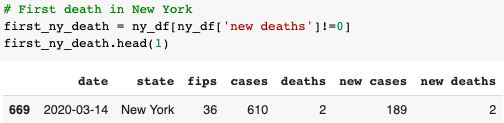 # First death in New York
first_ny_death = ny_df[ny_df['new deaths']!=0]
first_ny_death.head(1)
date state fips cases deaths new cases new deaths
669 2020-03-14 New York 36 610 2 189 2